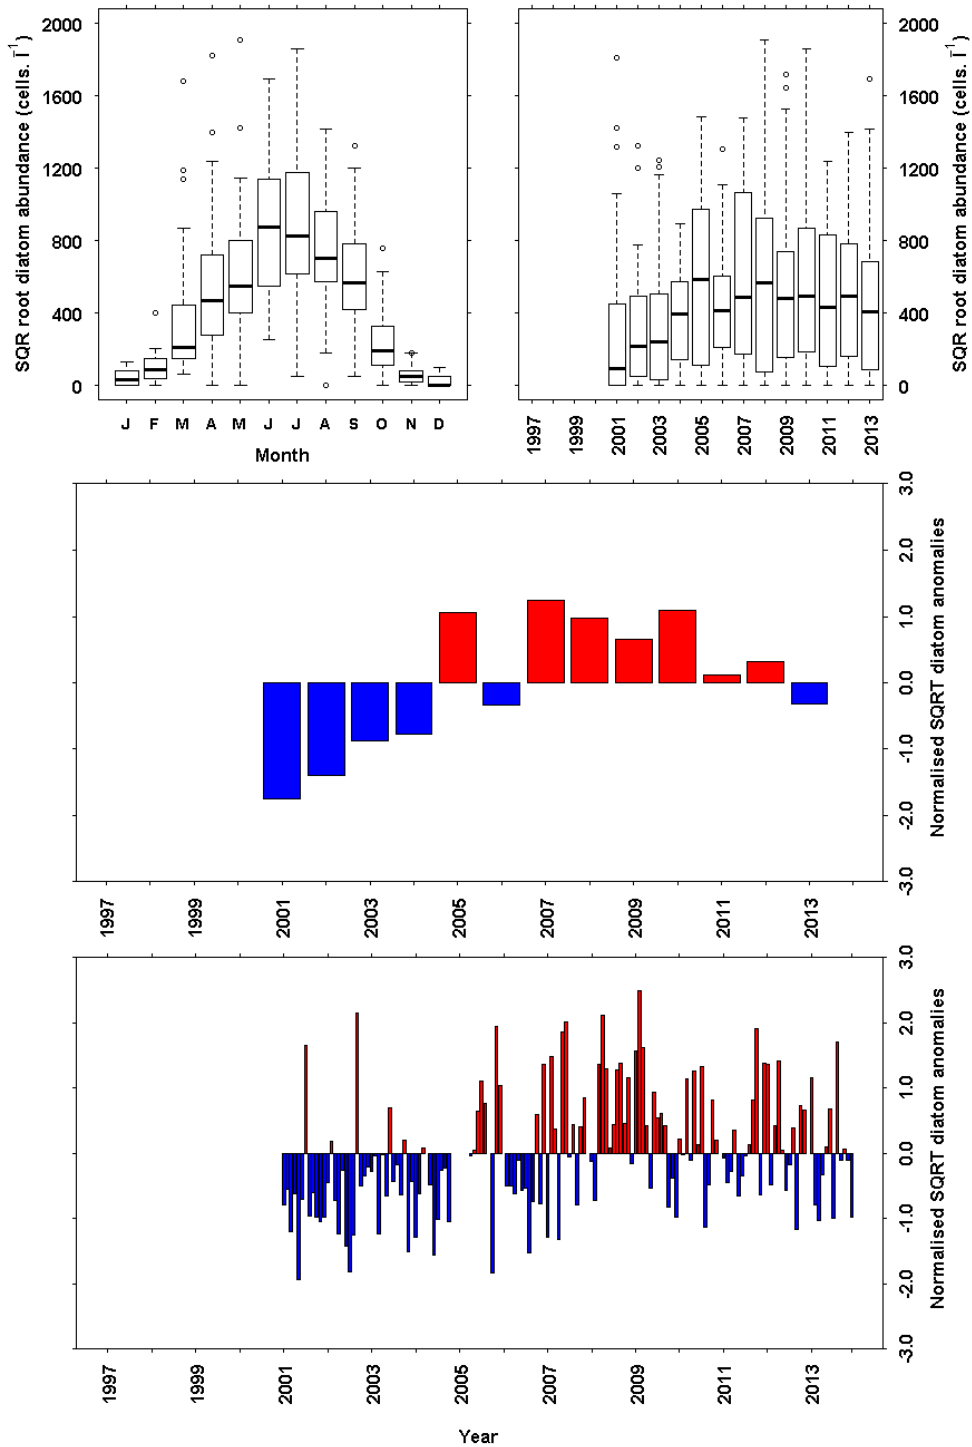 SQR root diatom abundance (cells. l⁻¹)
2000
1600
1200
800
400
0
J F M A M J J A S O N D
Month
2000
1600
1200
800
400
0
SQR root diatom abundance (cells. l⁻¹)
1997 1999 2001 2003 2005 2007 2009 2011 2013
3.0
2.0
1.0
0.0
-1.0
-2.0
-3.0
Normalised SQRT diatom anomalies
1997 1999 2001 2003 2005 2007 2009 2011 2013
3.0
2.0
1.0
0.0
-1.0
-2.0
-3.0
Normalised SQRT diatom anomalies
1997 1999 2001 2003 2005 2007 2009 2011 2013
Year